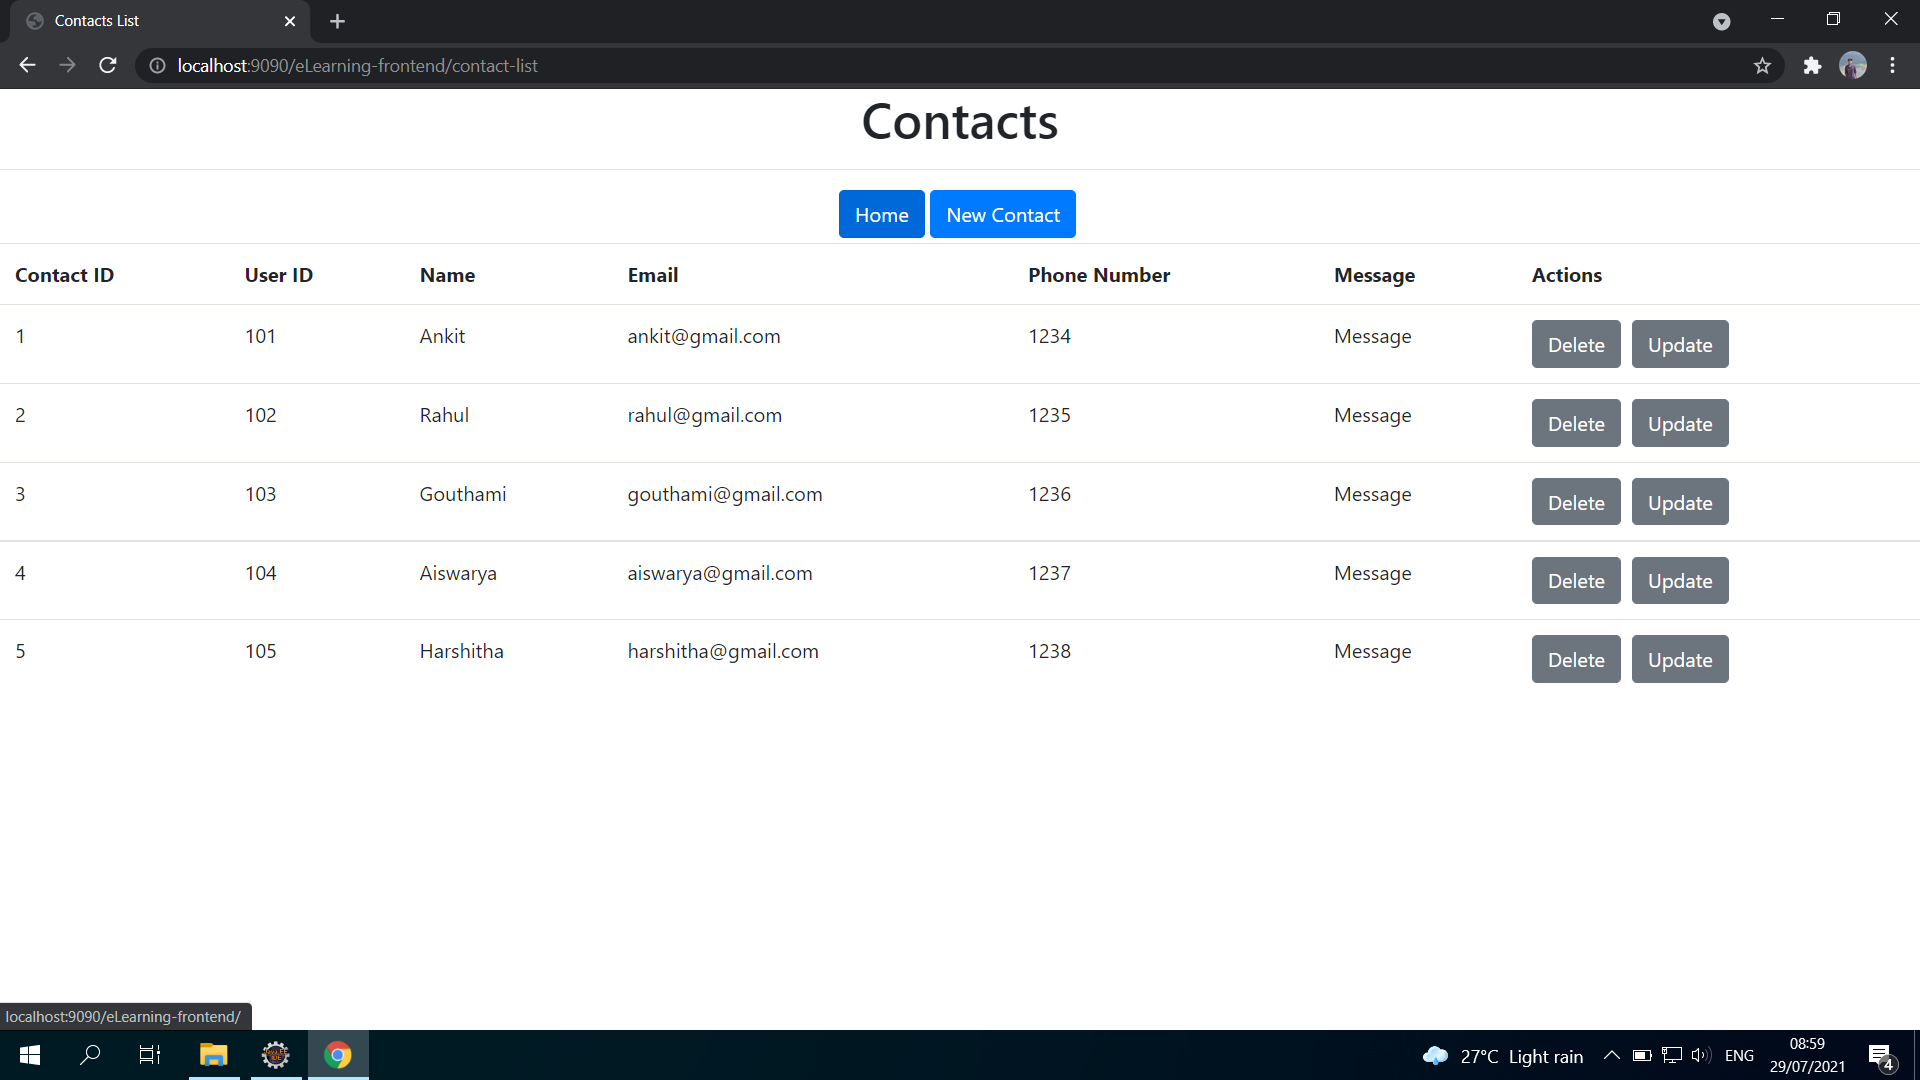 Contacts List
localhost:9090/eLearning-frontend/contact-list
Contacts
Home New Contact
Contact ID User ID Name Email Phone Number Message Actions
1 101 Ankit ankit@gmail.com 1234 Message Delete Update
2 102 Rahul rahul@gmail.com 1235 Message Delete Update
3 103 Gouthami gouthami@gmail.com 1236 Message Delete Update
4 104 Aiswarya aiswarya@gmail.com 1237 Message Delete Update
5 105 Harshitha harshitha@gmail.com 1238 Message Delete Update
localhost:9090/eLearning-frontend/
27°C Light rain ENG 08:59
29/07/2021 4